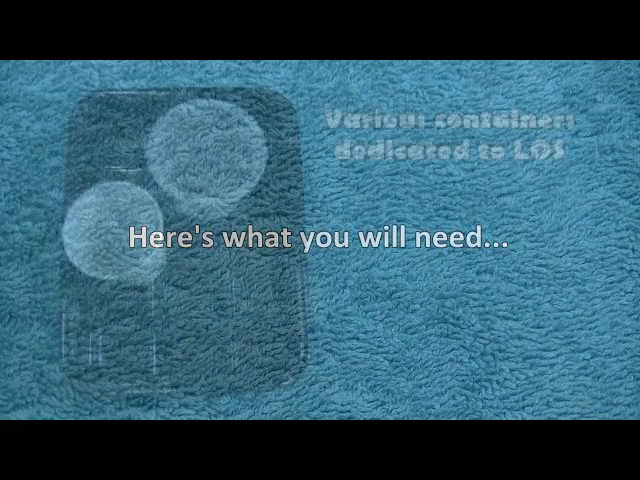 Various containers
dedicated to LOS
Here's what you will need...